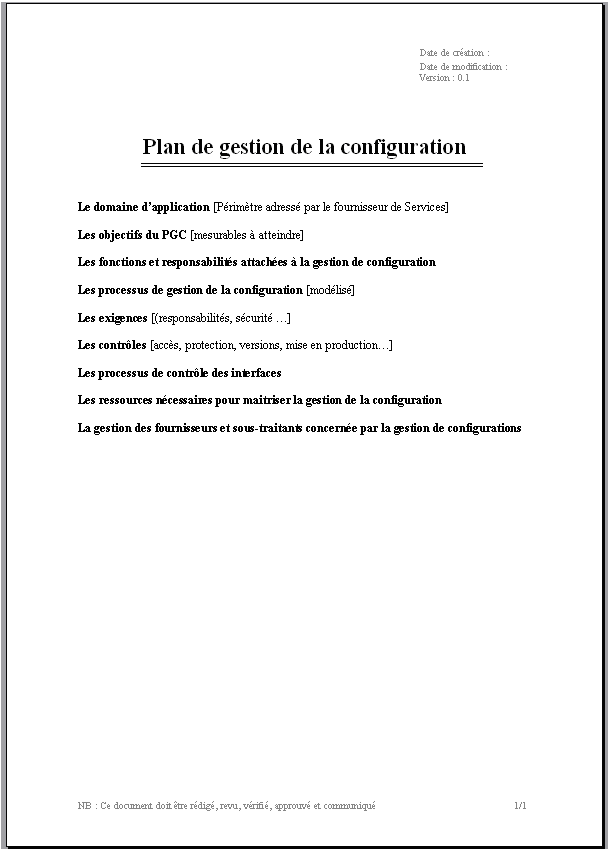 Date de création :
Date de modification :
Version : 0.1
Plan de gestion de la configuration
Le domaine d’application [Périmètre adressé par le fournisseur de Services]
Les objectifs du PGC [mesurables à atteindre]
Les fonctions et responsabilités attachées à la gestion de configuration
Les processus de gestion de la configuration [modélisé]
Les exigences [(responsabilités, sécurité …]
Les contrôles [accès, protection, versions, mise en production…]
Les processus de contrôle des interfaces
Les ressources nécessaires pour maitriser la gestion de la configuration
La gestion des fournisseurs et sous-traitants concernée par la gestion de configurations
NB : Ce document doit être rédigé, revu, vérifié, approuvé et communiqué 1/1